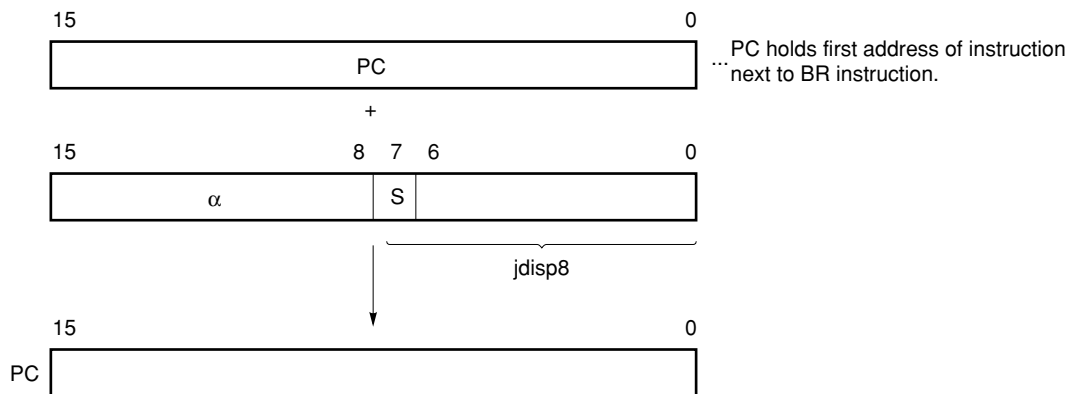 15 0
PC
... PC holds first address of instruction
next to BR instruction.
+
15 8 7 6 0
α S
jdisp8
15 0
PC